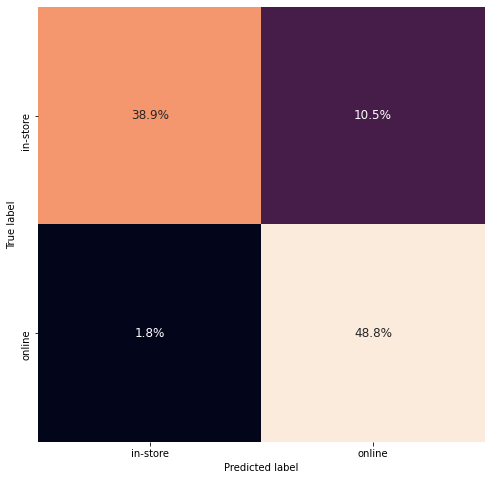 True label
in-store
38.9%
10.5%
online
1.8%
48.8%
in-store
online
Predicted label